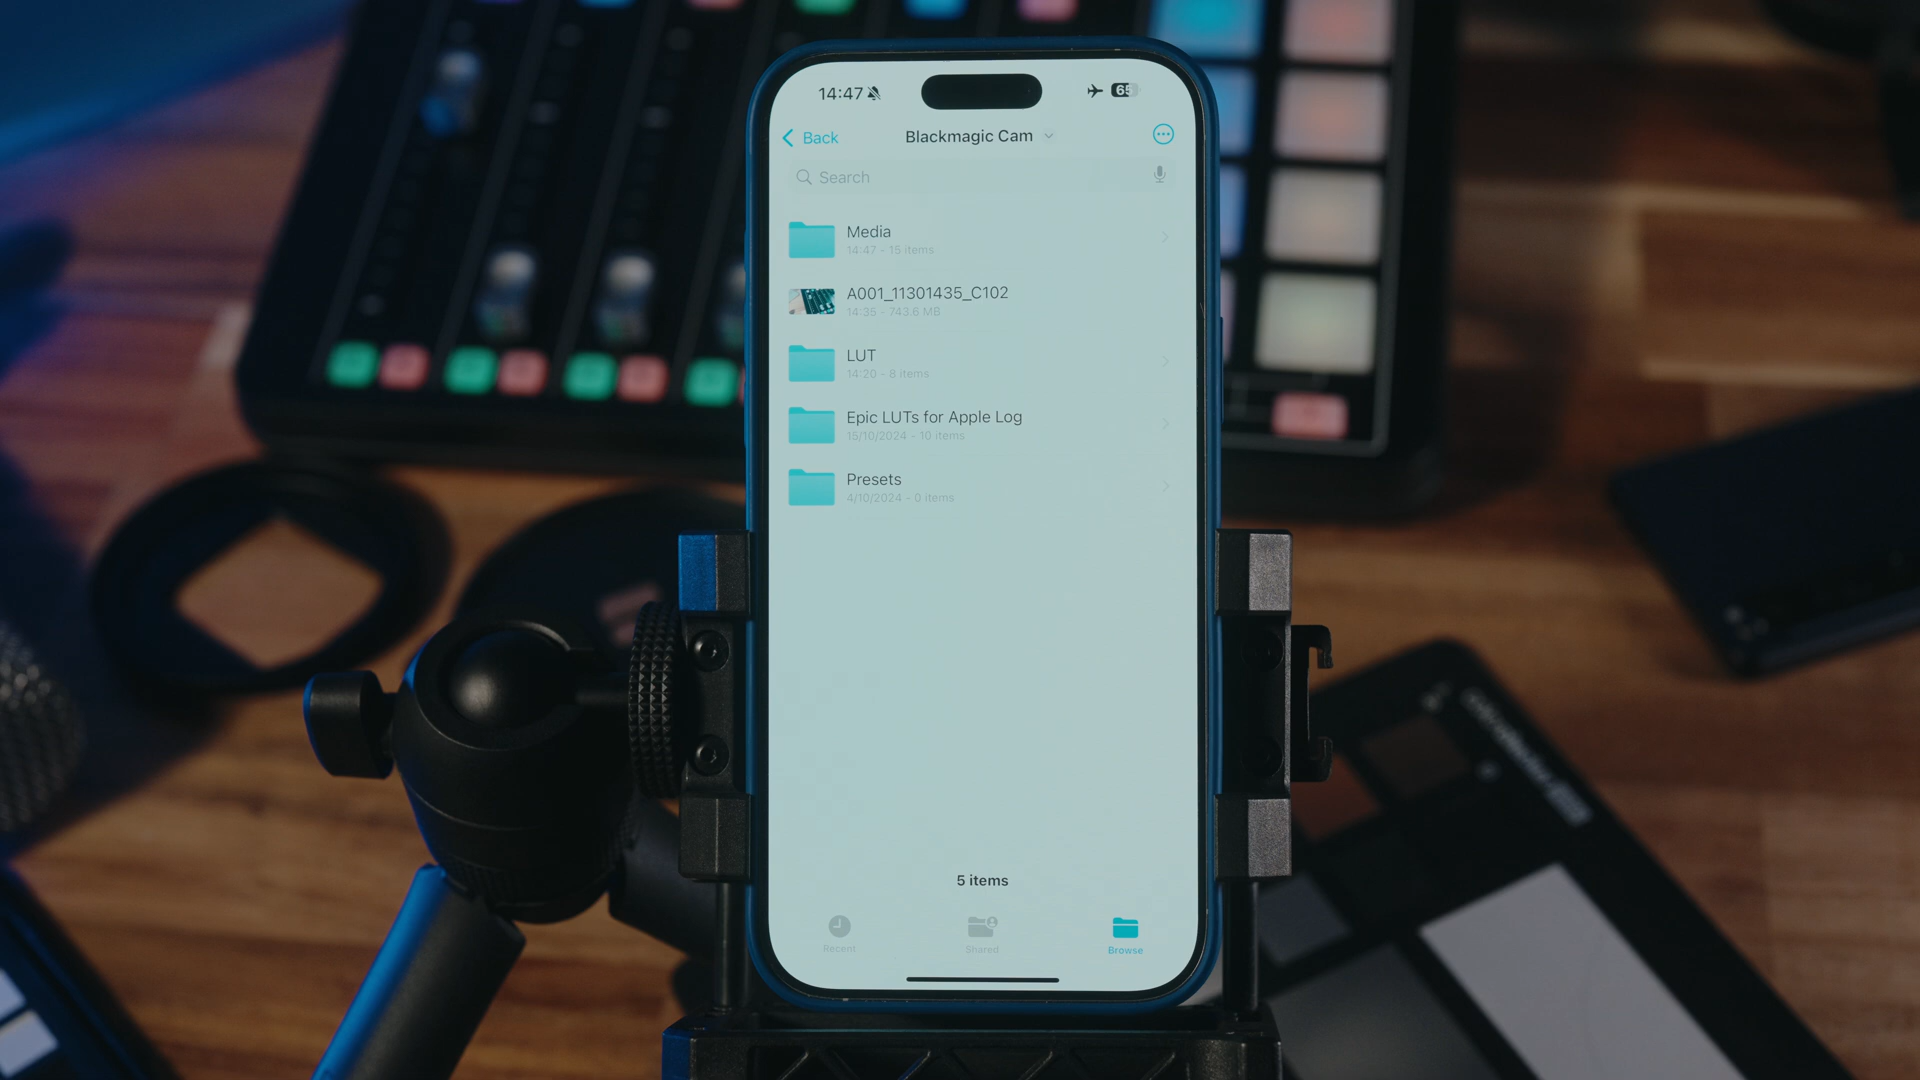 14:47
65
Back
Blackmagic Cam
Search
Media
14:47 - 15 items
A001_11301435_C102
14:35 - 743.6 MB
LUT
14:20 - 8 items
Epic LUTs for Apple Log
15/10/2024 - 10 items
Presets
4/10/2024 - 0 items
5 items
Recent
Shared
Browse